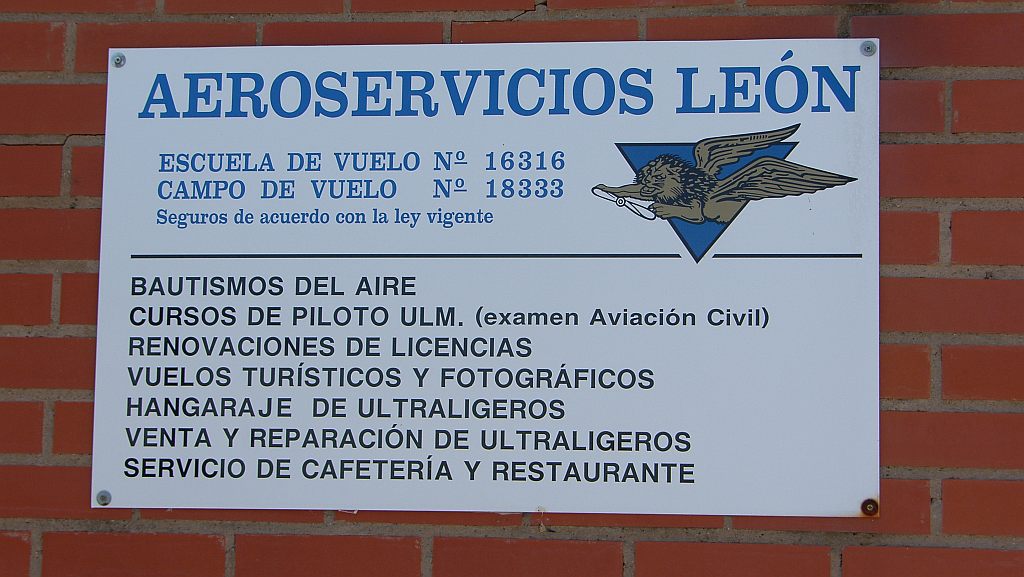 AEROSERVICIOS LEÓN
ESCUELA DE VUELO Nº 16316
CAMPO DE VUELO Nº 18333
Seguros de acuerdo con la ley vigente
BAUTISMOS DEL AIRE
CURSOS DE PILOTO ULM. (examen Aviación Civil)
RENOVACIONES DE LICENCIAS
VUELOS TURÍSTICOS Y FOTOGRÁFICOS
HANGARAJE DE ULTRALIGEROS
VENTA Y REPARACIÓN DE ULTRALIGEROS
SERVICIO DE CAFETERÍA Y RESTAURANTE